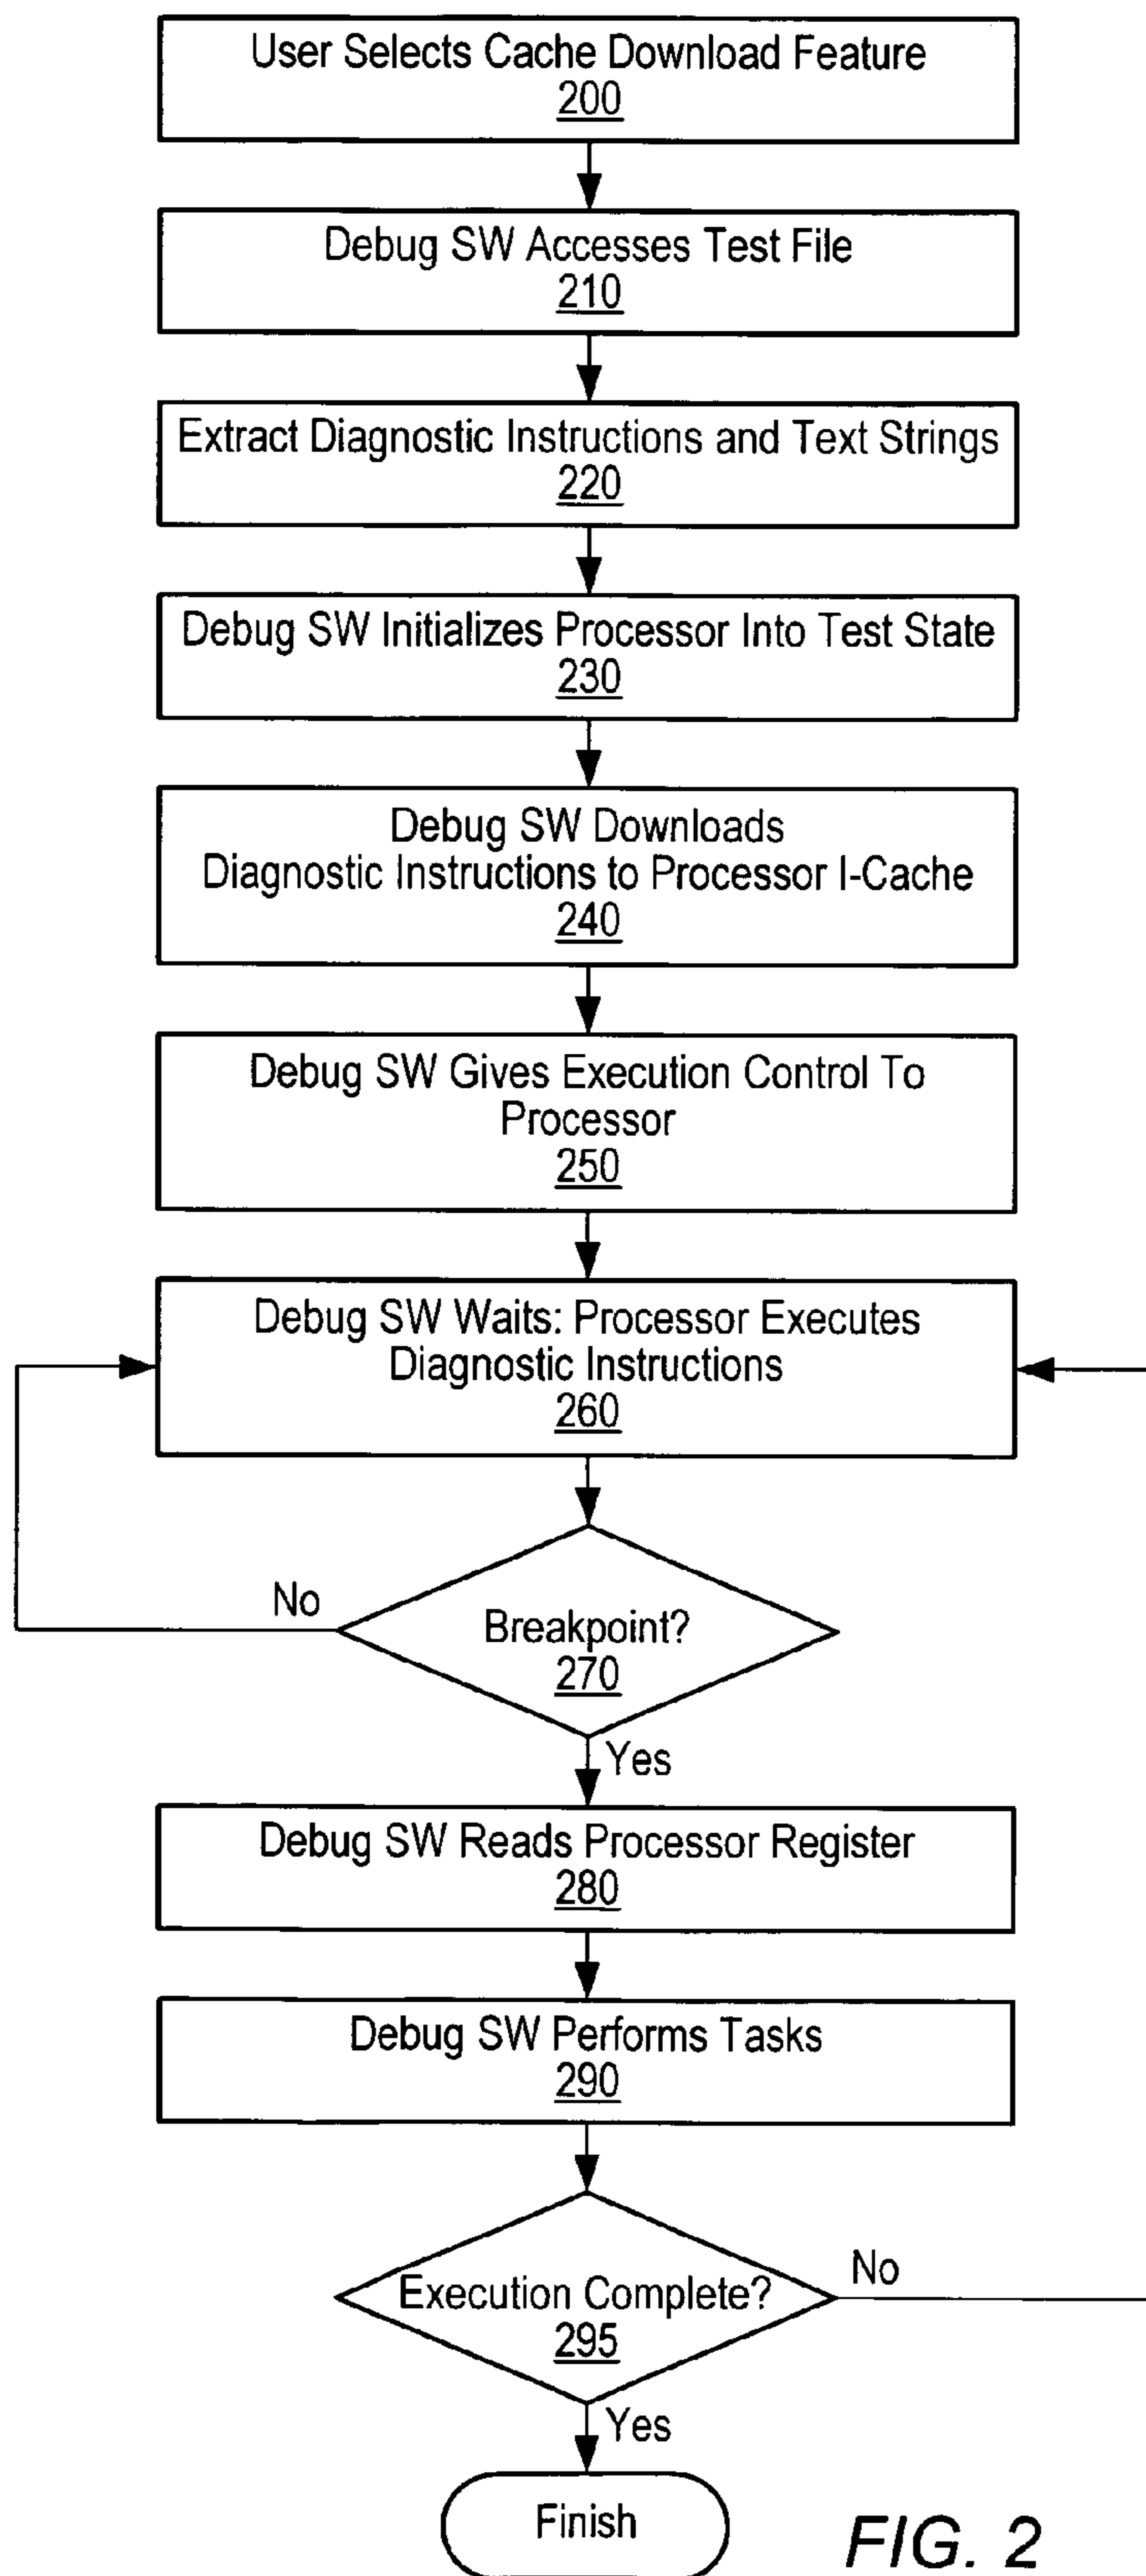 User Selects Cache Download Feature
200
Debug SW Accesses Test File
210
Extract Diagnostic Instructions and Text Strings
220
Debug SW Initializes Processor Into Test State
230
Debug SW Downloads
Diagnostic Instructions to Processor I-Cache
240
Debug SW Gives Execution Control To
Processor
250
Debug SW Waits: Processor Executes
Diagnostic Instructions
260
No
Breakpoint?
270
Yes
Debug SW Reads Processor Register
280
Debug SW Performs Tasks
290
No
Execution Complete?
295
Yes
Finish
FIG. 2